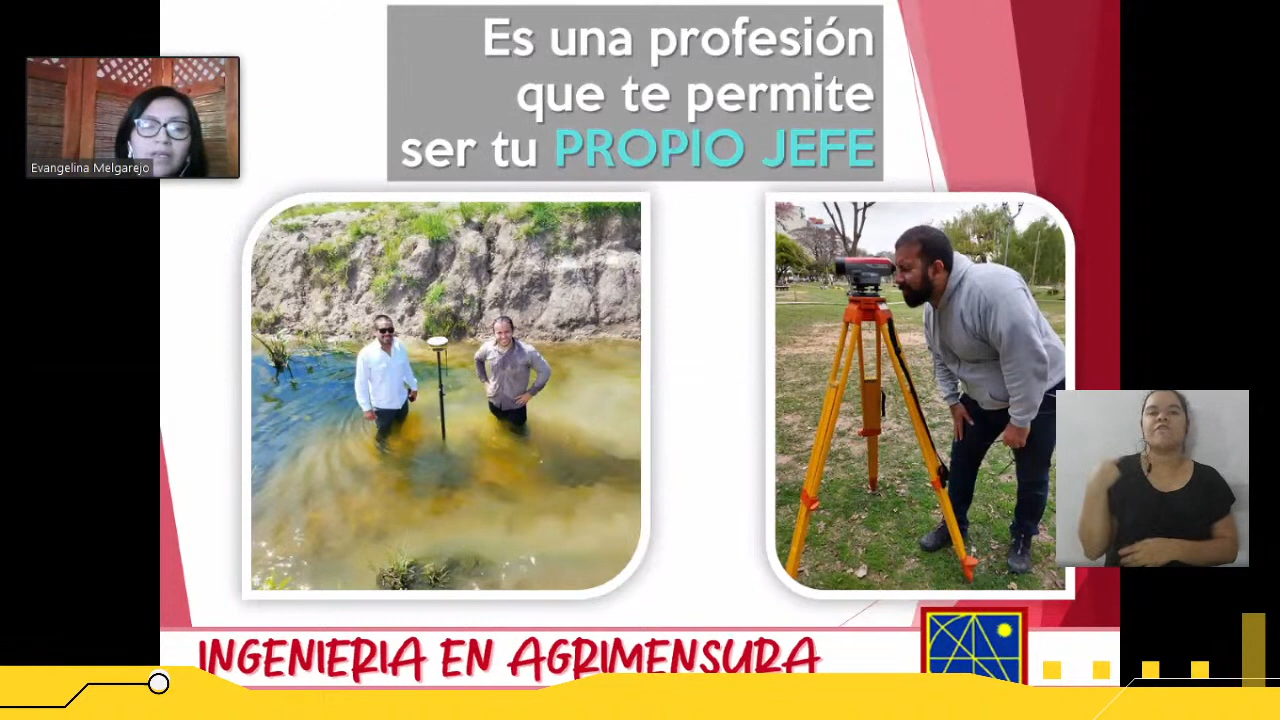 Es una profesión
que te permite
ser tu PROPIO JEFE
Evangelina Melgarejo
INGENIERIA EN AGRIMENSURA